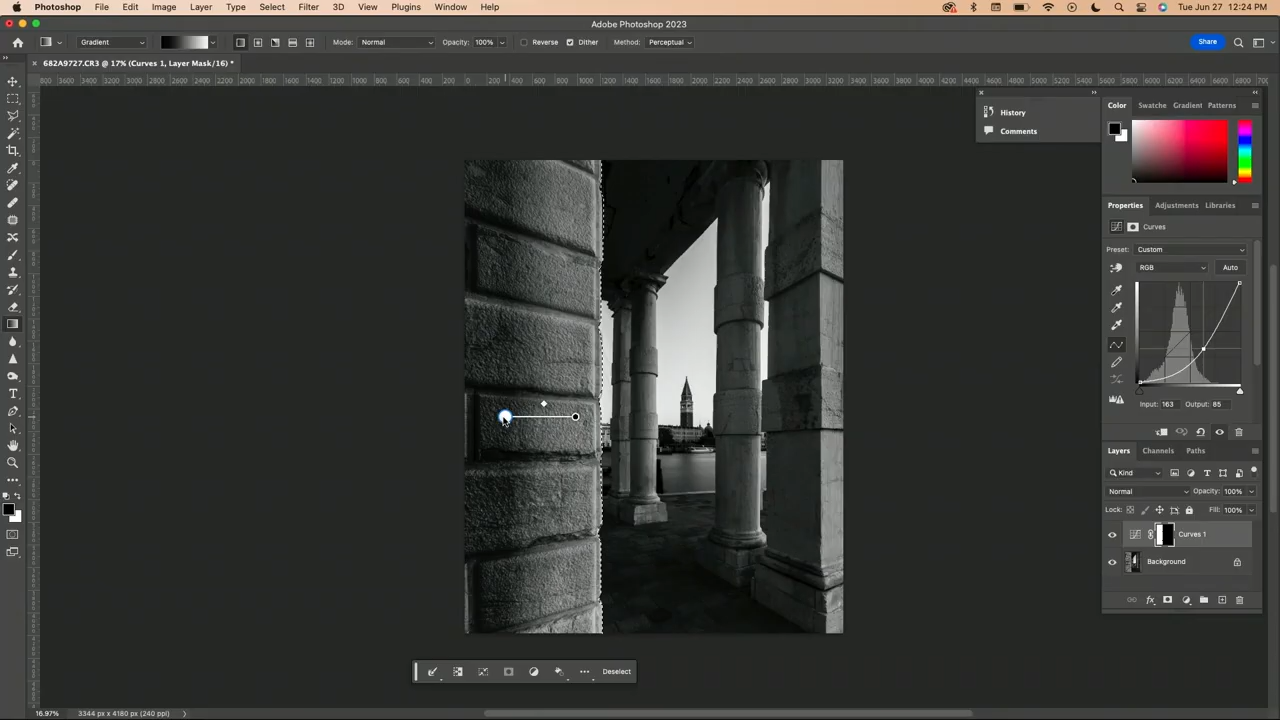 Photoshop File Edit Image Layer Type Select Filter 3D View Plugins Window Help Tue Jun 27 12:24 PM
Adobe Photoshop 2023
Gradient Mode: Normal Opacity: 100% Reverse Dither Method: Perceptual Share
682A9727.CR3 @ 17% (Curves 1, Layer Mask/16) *
History
Comments
Color Swatche Gradient Patterns
Properties Adjustments Libraries
Curves
Preset: Custom
RGB Auto
Input: 163 Output: 85
Layers Channels Paths
Kind
Normal Opacity: 100%
Lock: Fill: 100%
Curves 1
Background
Deselect
16.97% 3344 px x 4180 px (240 ppi)